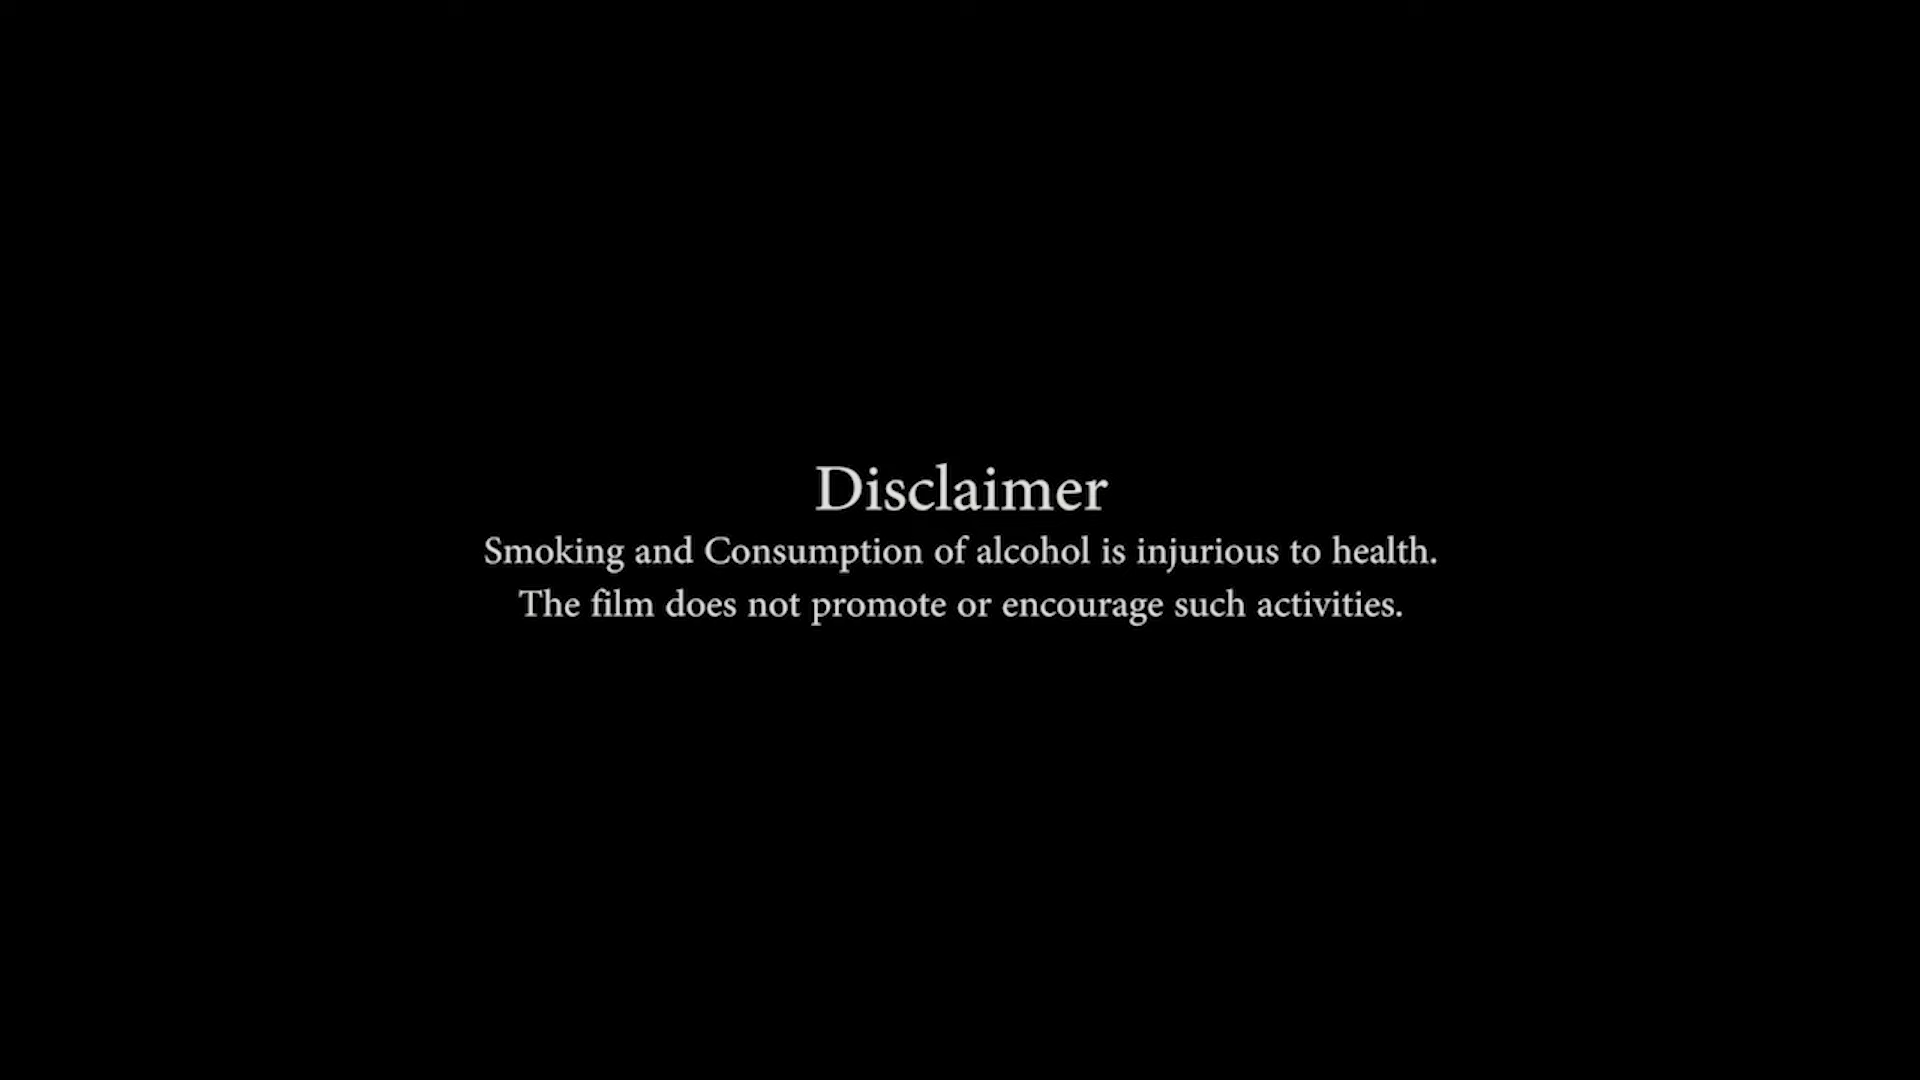 Disclaimer
Smoking and Consumption of alcohol is injurious to health.
The film does not promote or encourage such activities.